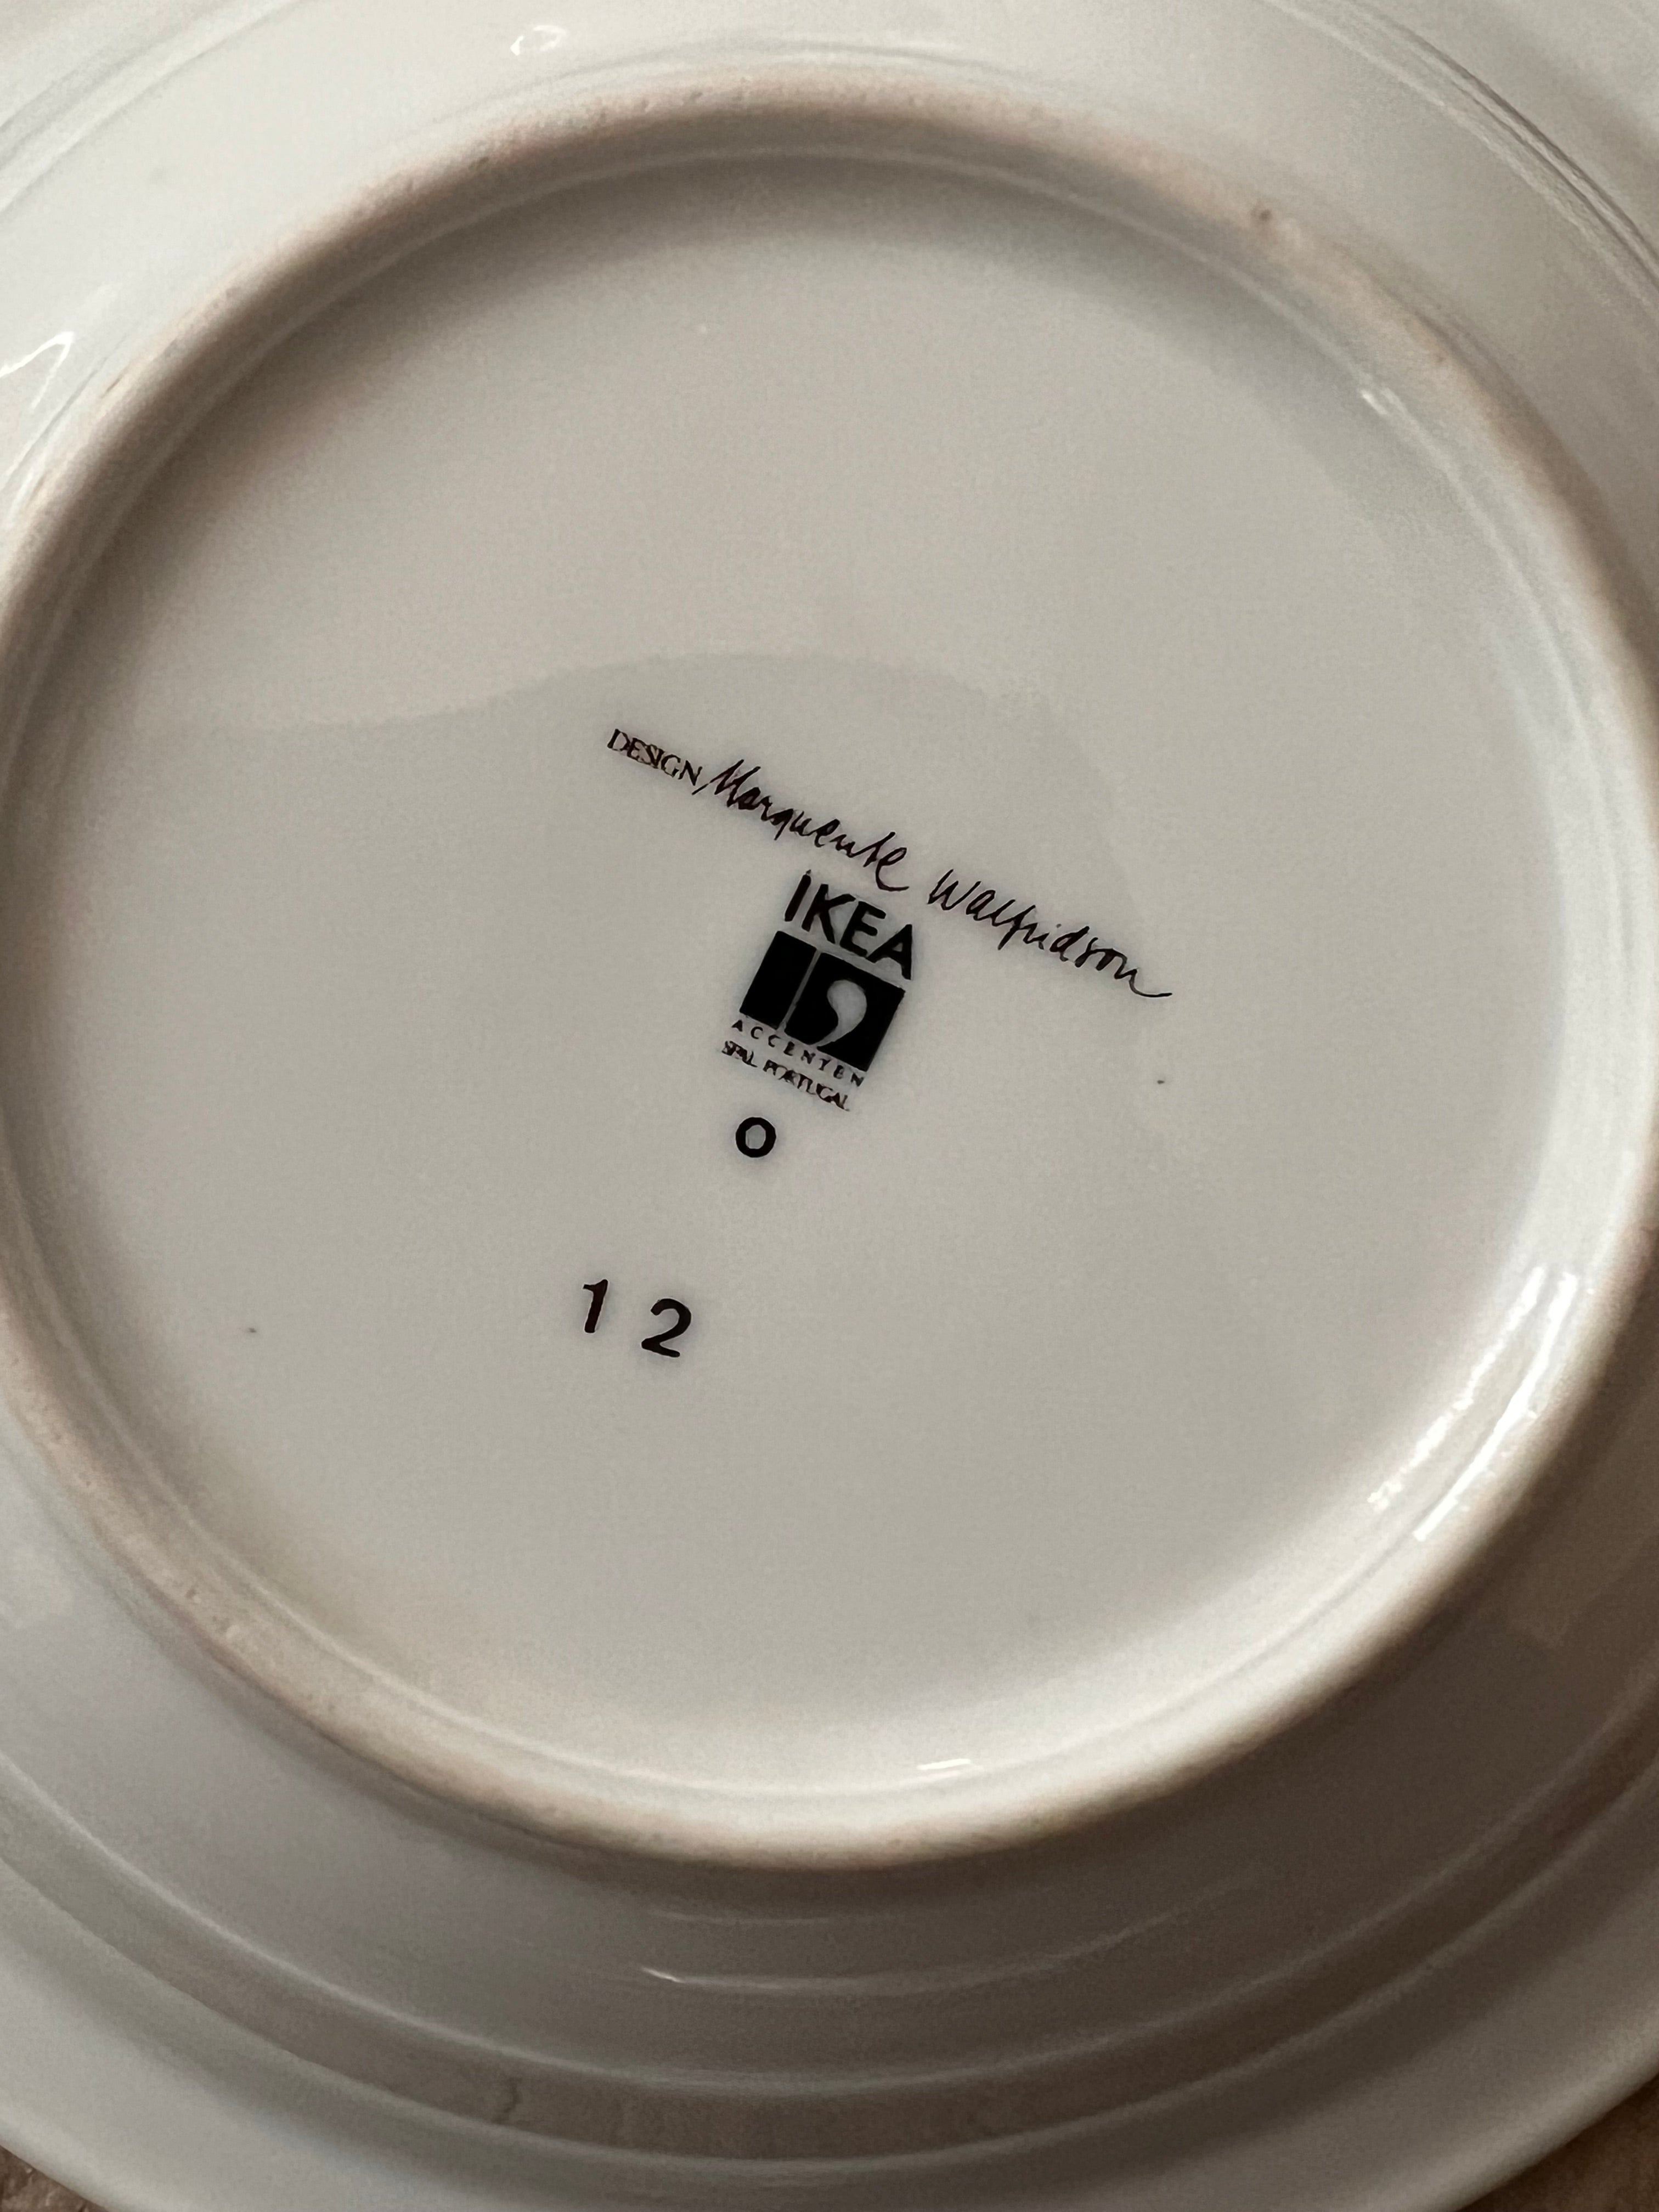 DESIGN Marguerite Walfridson
IKEA
ACCENTEN
SPAL PORTUGAL
O
12